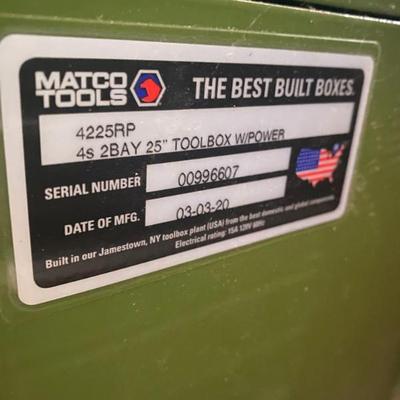 MATCO TOOLS THE BEST BUILT BOXES.
4225RP
4s 2BAY 25" TOOLBOX W/POWER
SERIAL NUMBER 00996607
DATE OF MFG. 03-03-20
Built in our Jamestown, NY toolbox plant (USA) from the best domestic and global components.
Electrical rating: 15A 120V 60Hz